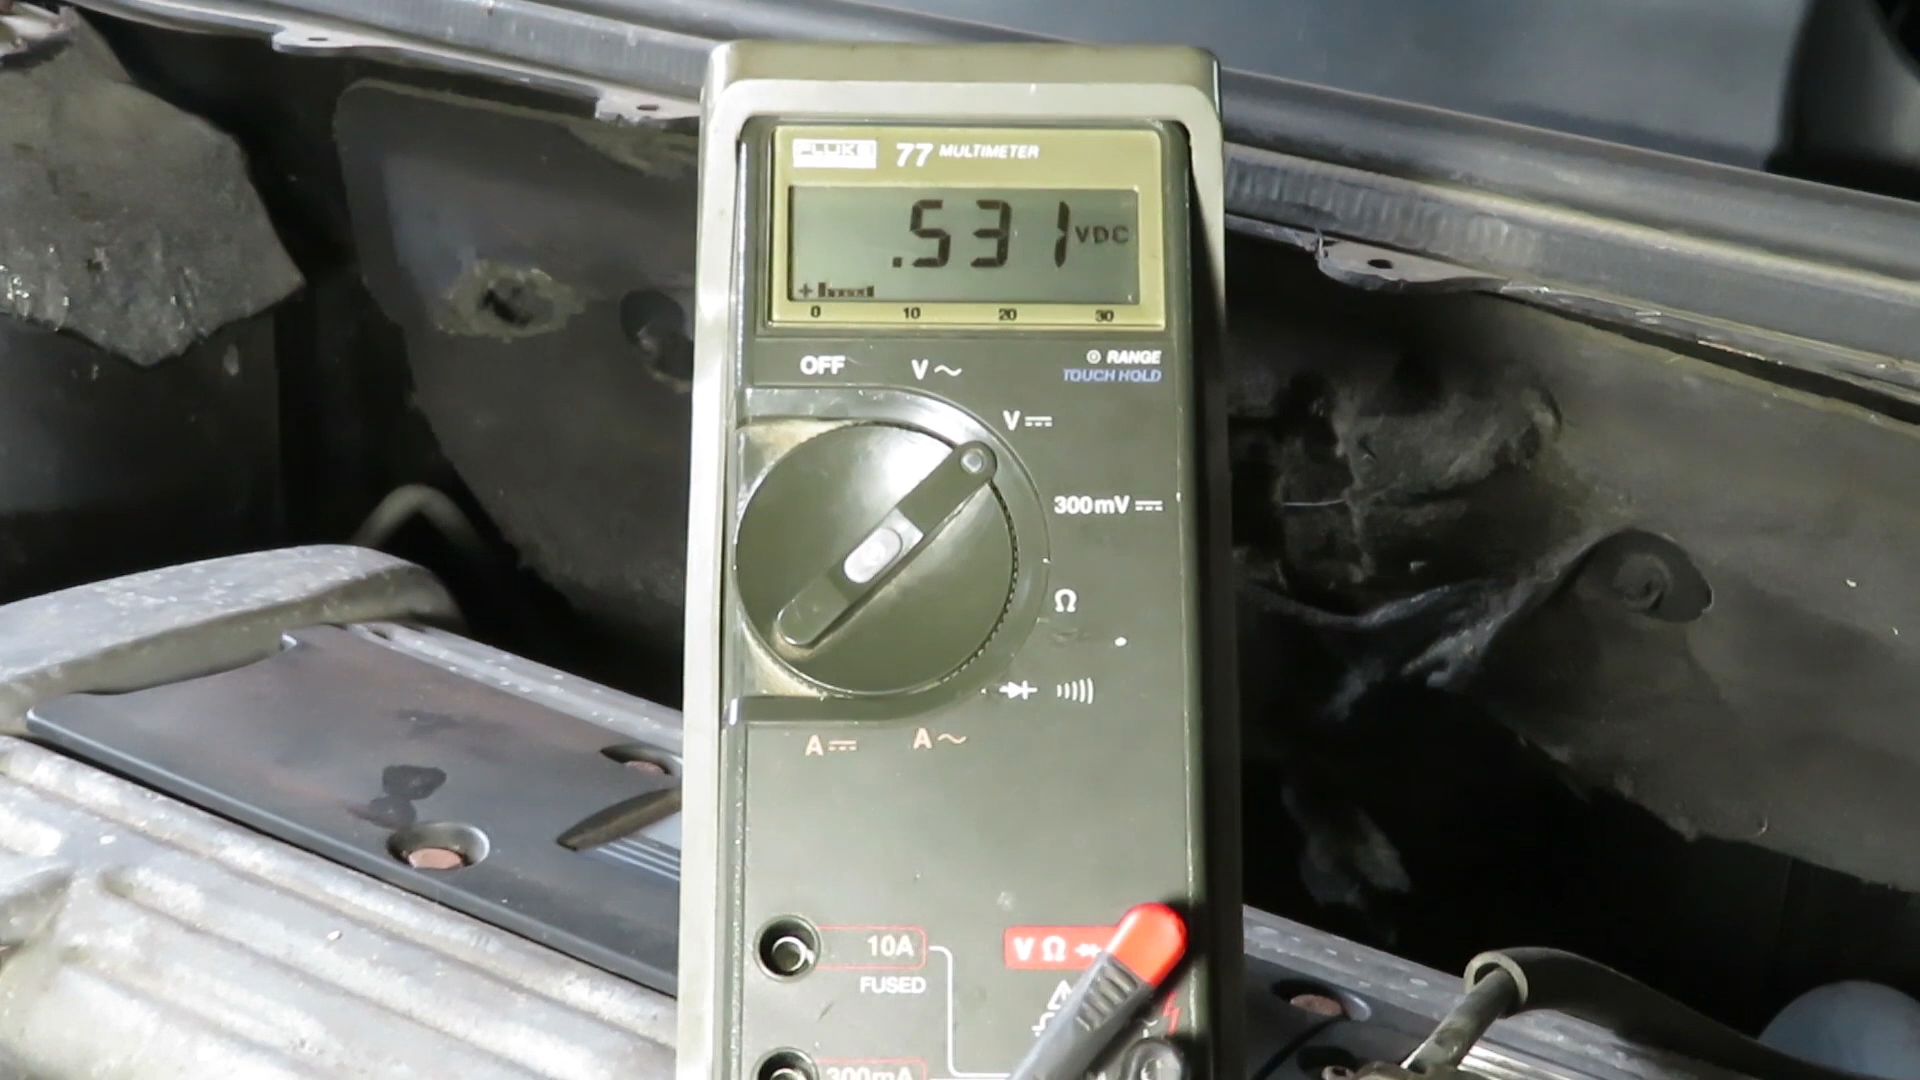 FLUKE 77 MULTIMETER
.531 VDC
+
0 10 20 30
OFF V~
RANGE
TOUCH HOLD
V⎓
300mV⎓
Ω
A⎓ A~
10A VΩ
FUSED
300mA